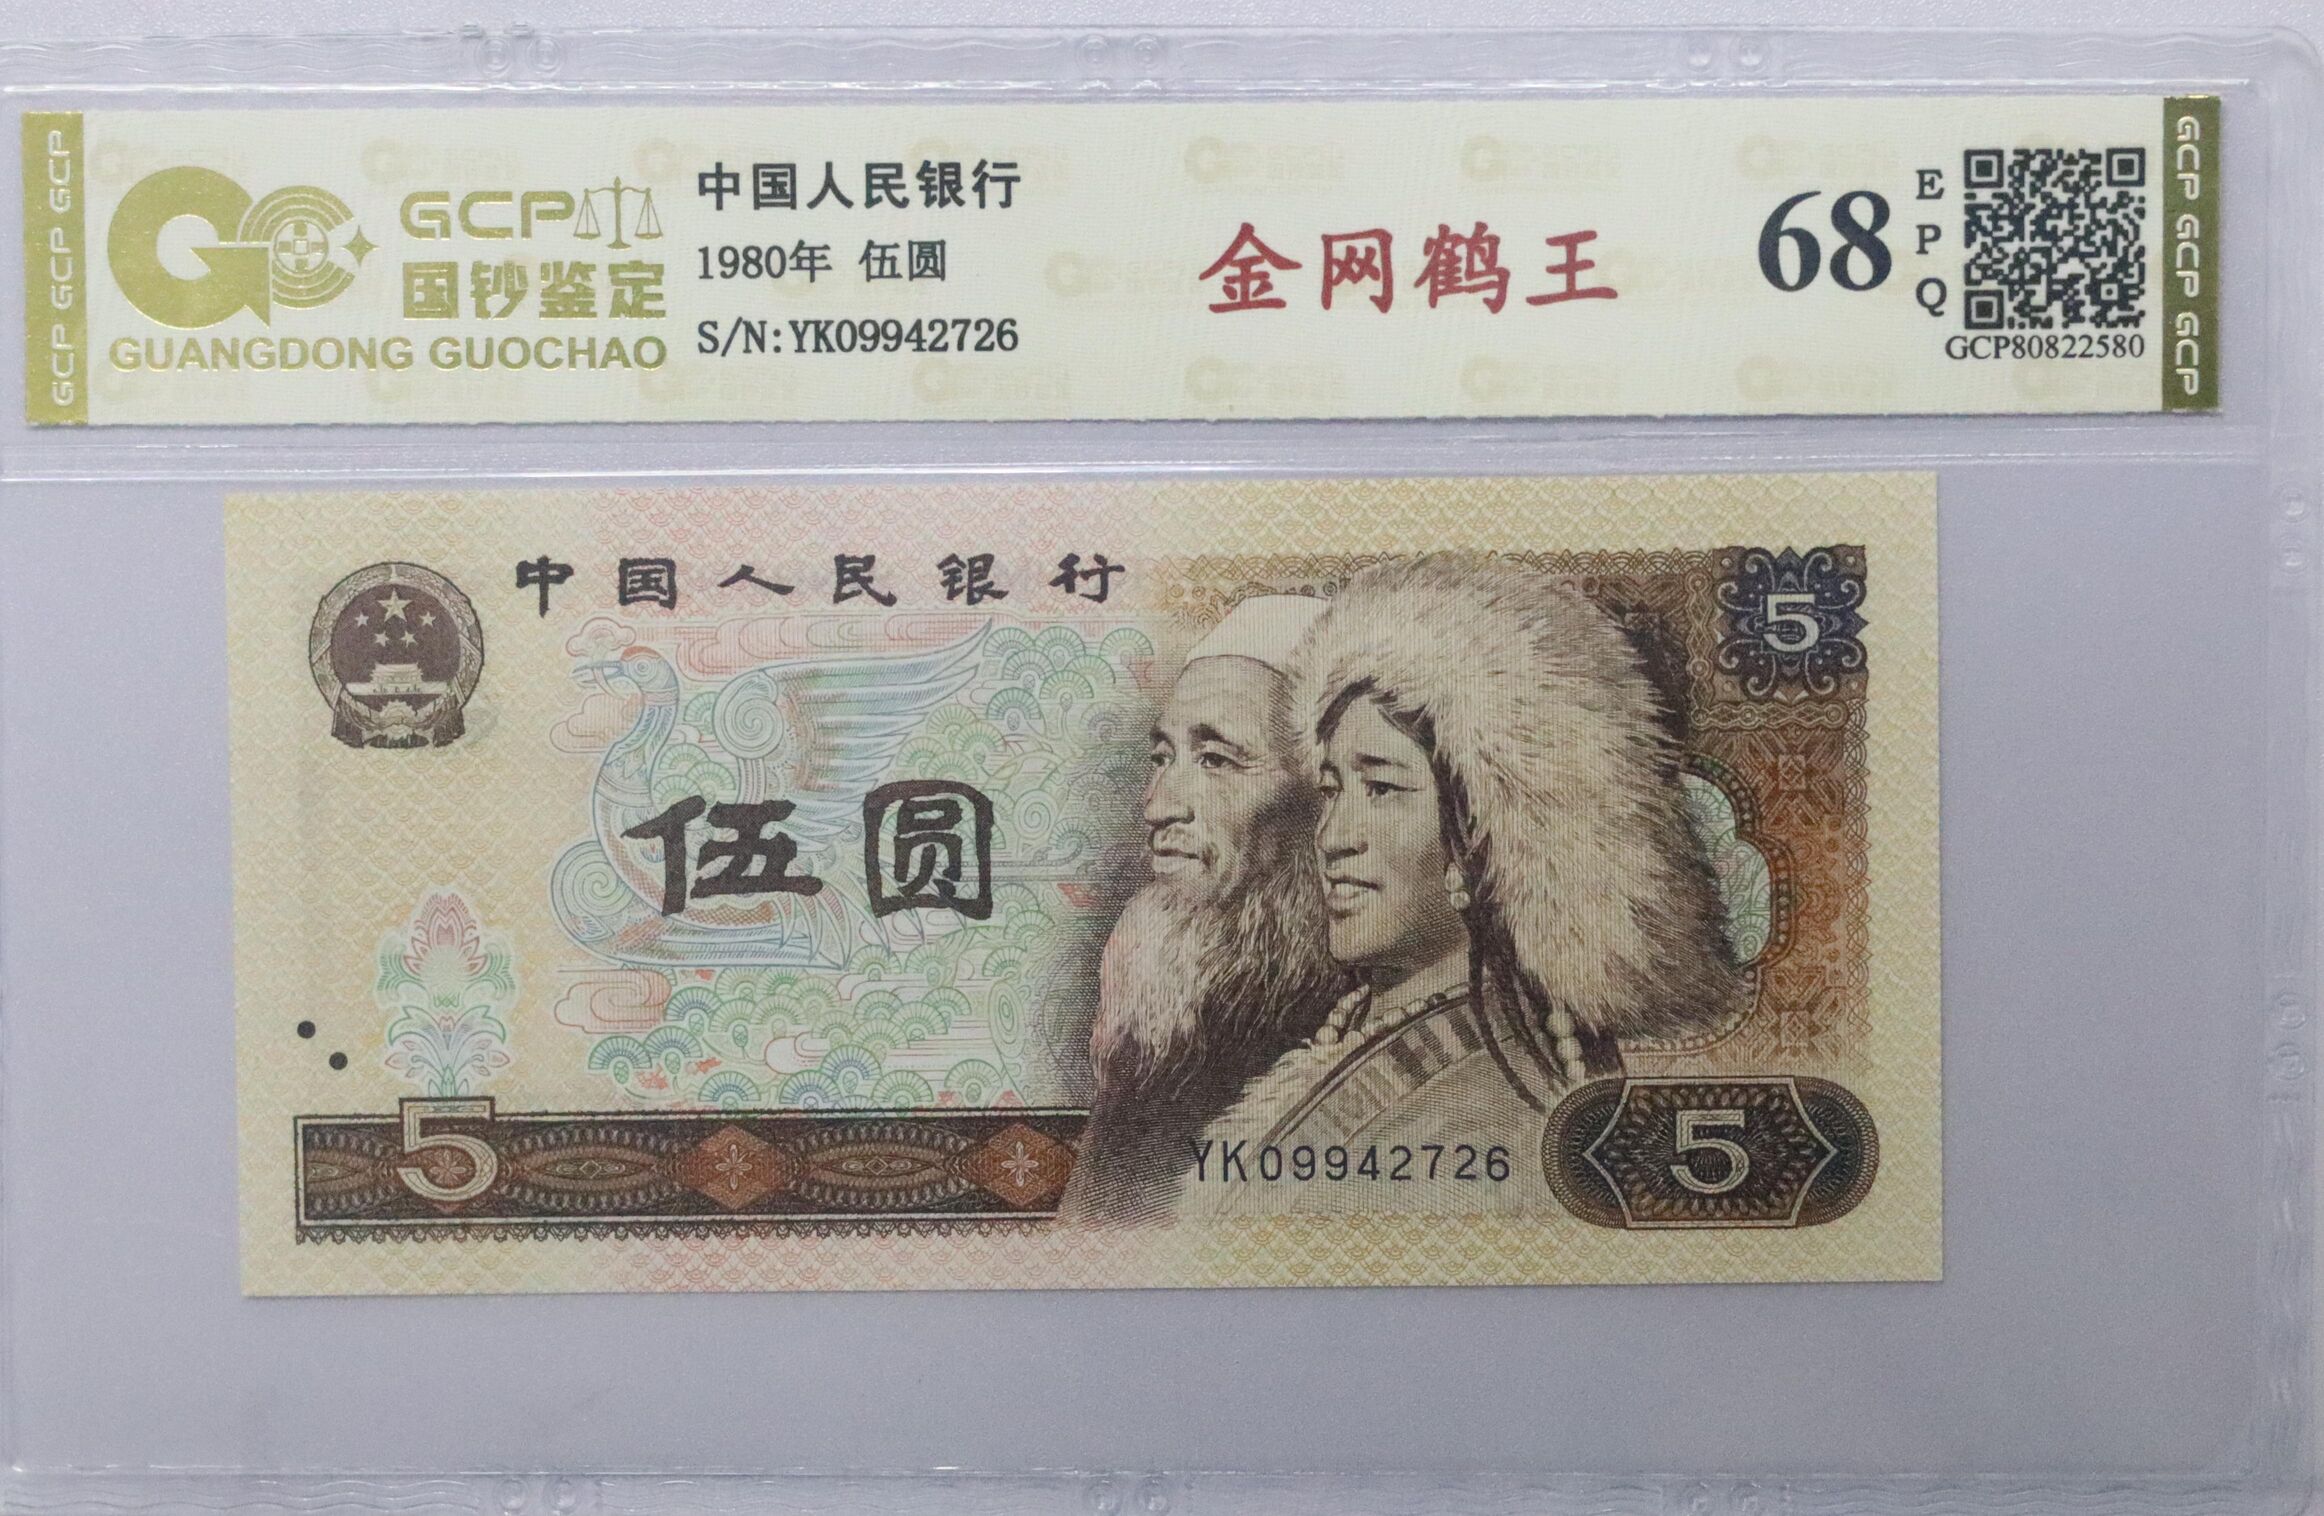 GCP GCP GCP
GCP
国钞鉴定
GUANGDONG GUOCHAO
中国人民银行
1980年 伍圆
S/N:YK09942726
金网鹤王
68
EPQ
GCP80822580
GCP GCP GCP
中国人民银行
5
伍圆
5
YK09942726
5